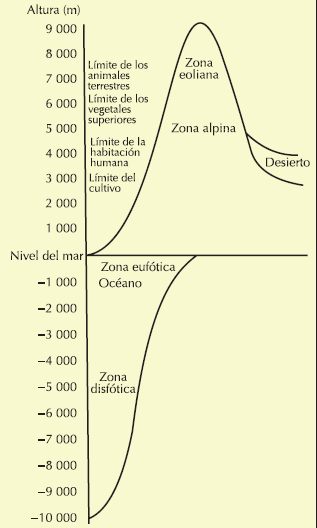 Altura (m)
9 000
8 000
7 000
6 000
5 000
4 000
3 000
2 000
1 000
Nivel del mar
−1 000
−2 000
−3 000
−4 000
−5 000
−6 000
−7 000
−8 000
−9 000
−10 000
Límite de los
animales
terrestres
Límite de los
vegetales
superiores
Límite de la
habitación
humana
Límite del
cultivo
Zona
eoliana
Zona alpina
Desierto
Zona eufótica
Océano
Zona
disfótica